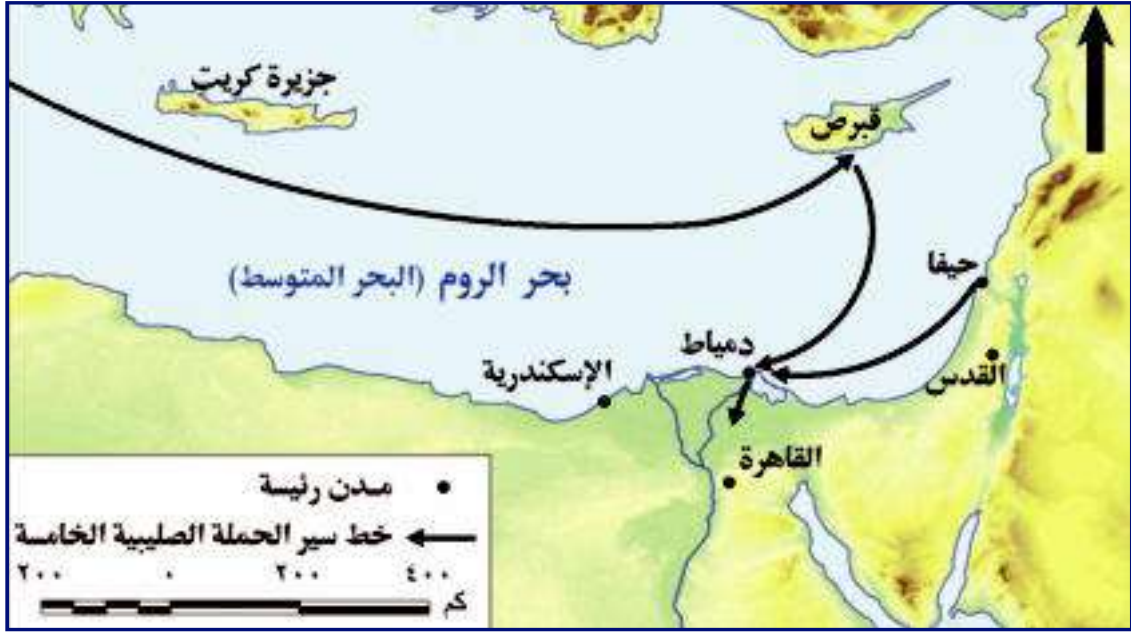 جزيرة كريت
قبرص
حيفا
بحر الروم (البحر المتوسط)
دمياط
القدس
الإسكندرية
القاهرة
مدن رئيسة
خط سير الحملة الصليبية الخامسة
٤٠٠ ٢٠٠ ٠ ٢٠٠
كم